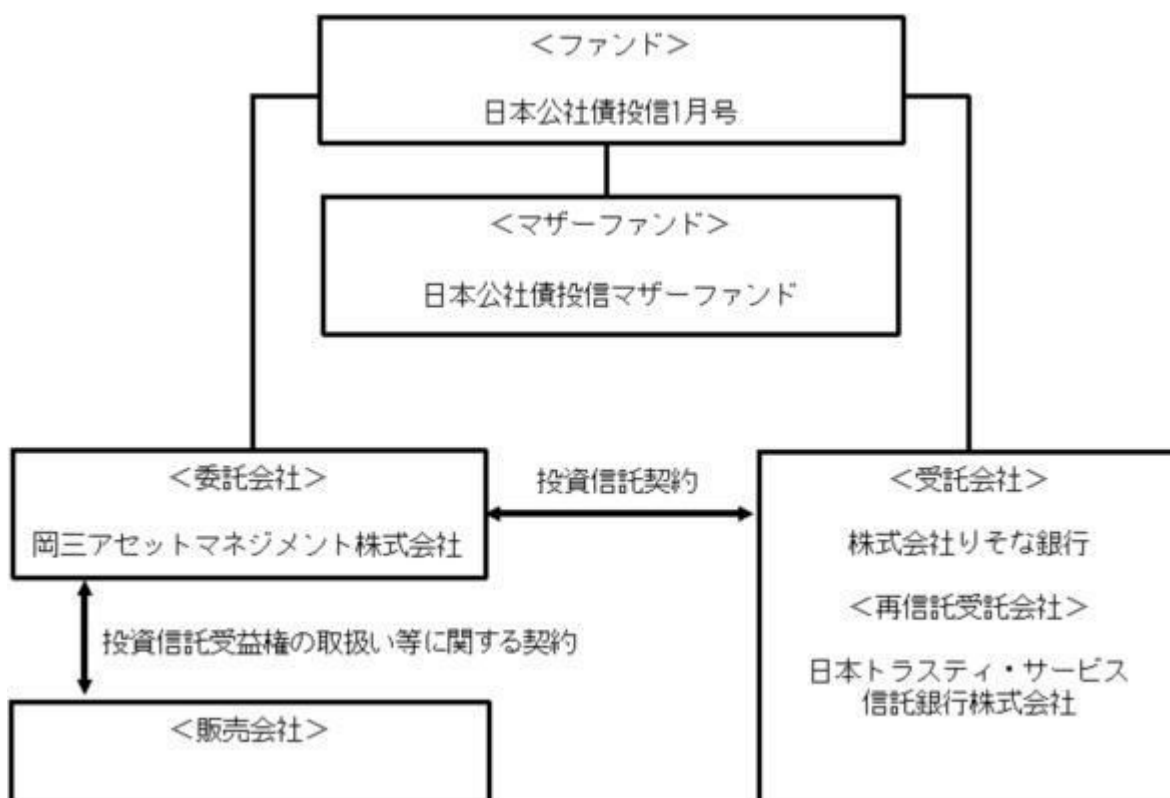 ＜ファンド＞
日本公社債投信1月号
＜マザーファンド＞
日本公社債投信マザーファンド
＜委託会社＞
岡三アセットマネジメント株式会社
投資信託契約
＜受託会社＞
株式会社りそな銀行
＜再信託受託会社＞
日本トラスティ・サービス
信託銀行株式会社
投資信託受益権の取扱い等に関する契約
＜販売会社＞